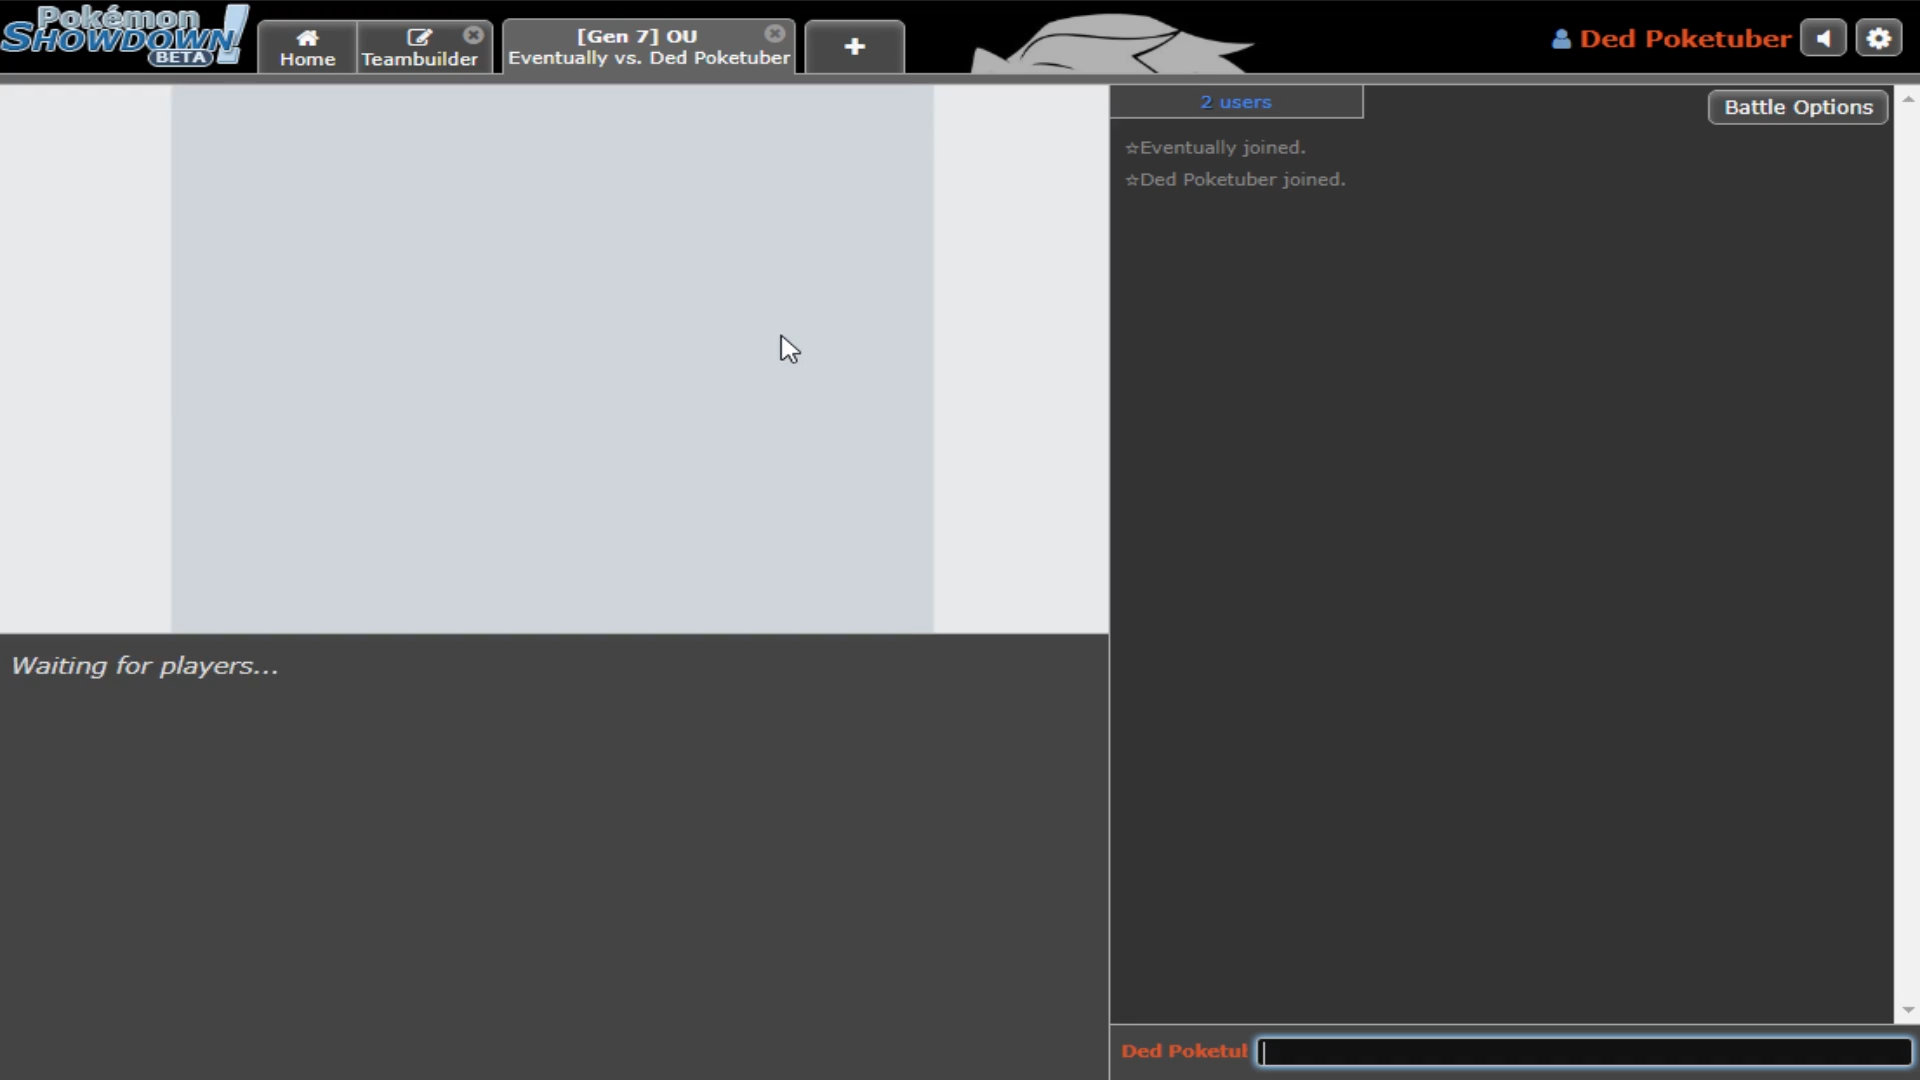 Pokémon
SHOWDOWN!
BETA
Home
Teambuilder
[Gen 7] OU
Eventually vs. Ded Poketuber
Ded Poketuber
2 users
Battle Options
☆Eventually joined.
☆Ded Poketuber joined.
Waiting for players...
Ded Poketul